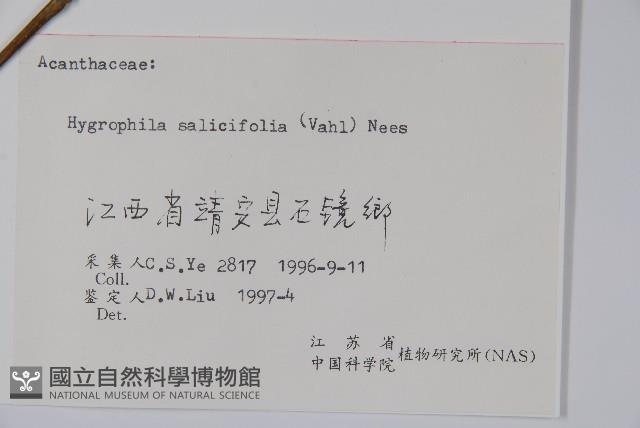 Acanthaceae:
Hygrophila salicifolia (Vahl) Nees
江西省靖安县石镜鄉
采集人C.S.Ye 2817 1996-9-11
Coll.
鉴定人D.W.Liu 1997-4
Det.
江苏省
中国科学院植物研究所(NAS)
國立自然科學博物館
NATIONAL MUSEUM OF NATURAL SCIENCE